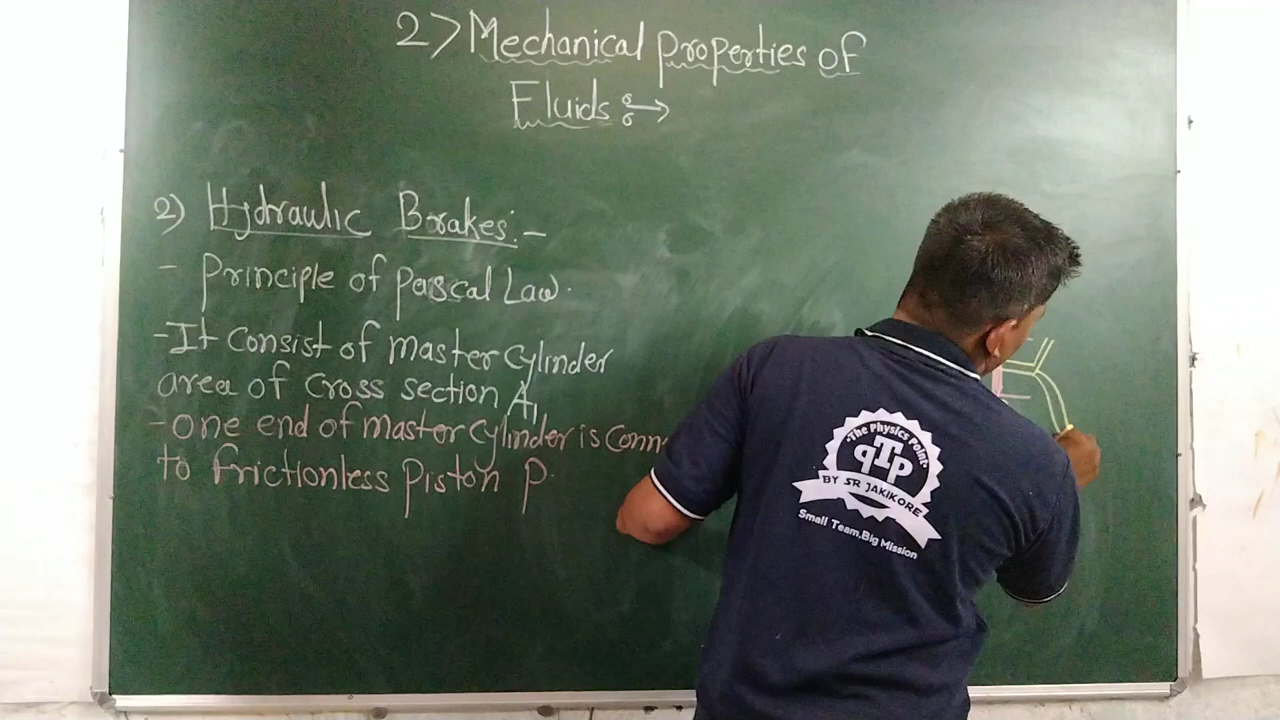 2> Mechanical properties of
Fluids :→
2) Hydraulic Brakes:-
- Principle of pascal Law.
- It Consist of master Cylinder
area of Cross section A1,
- One end of master Cylinder is
to frictionless piston P.
The Physics Point
qTp
BY SR JAKIKORE
Small Team,Big Mission